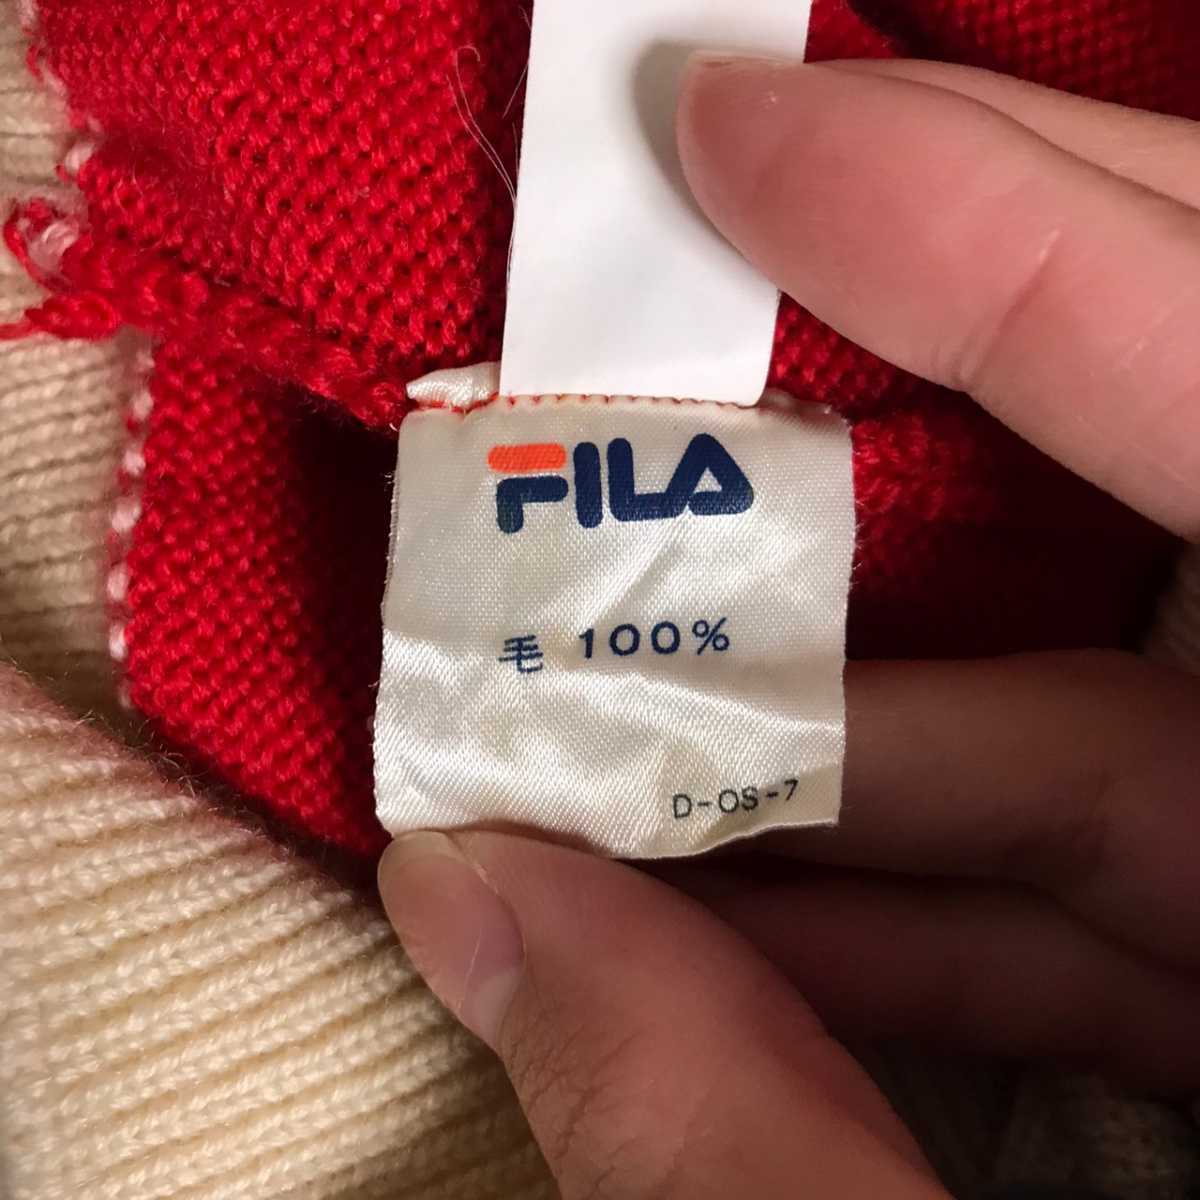 FILA
毛 100%
D-OS-7